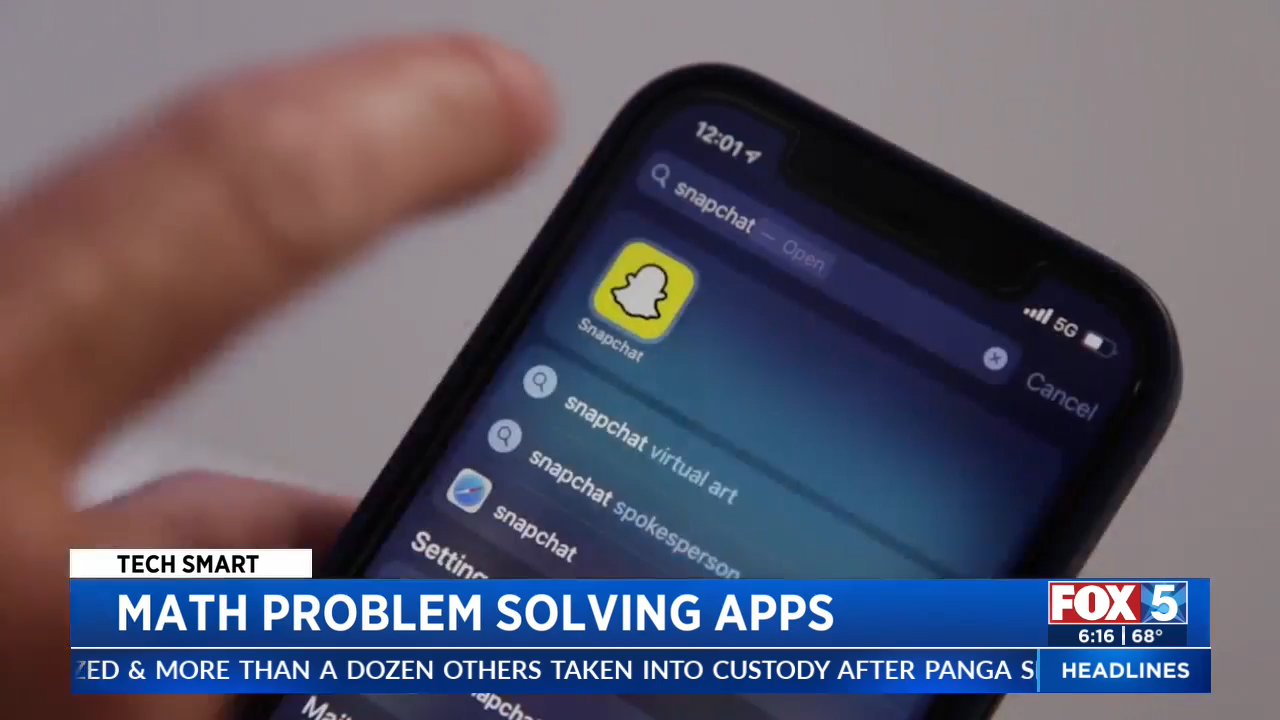 12:01
snapchat — Open
5G
Cancel
Snapchat
snapchat virtual art
snapchat spokesperson
snapchat
TECH SMART
MATH PROBLEM SOLVING APPS
FOX 5
6:16 | 68°
ZED & MORE THAN A DOZEN OTHERS TAKEN INTO CUSTODY AFTER PANGA
HEADLINES